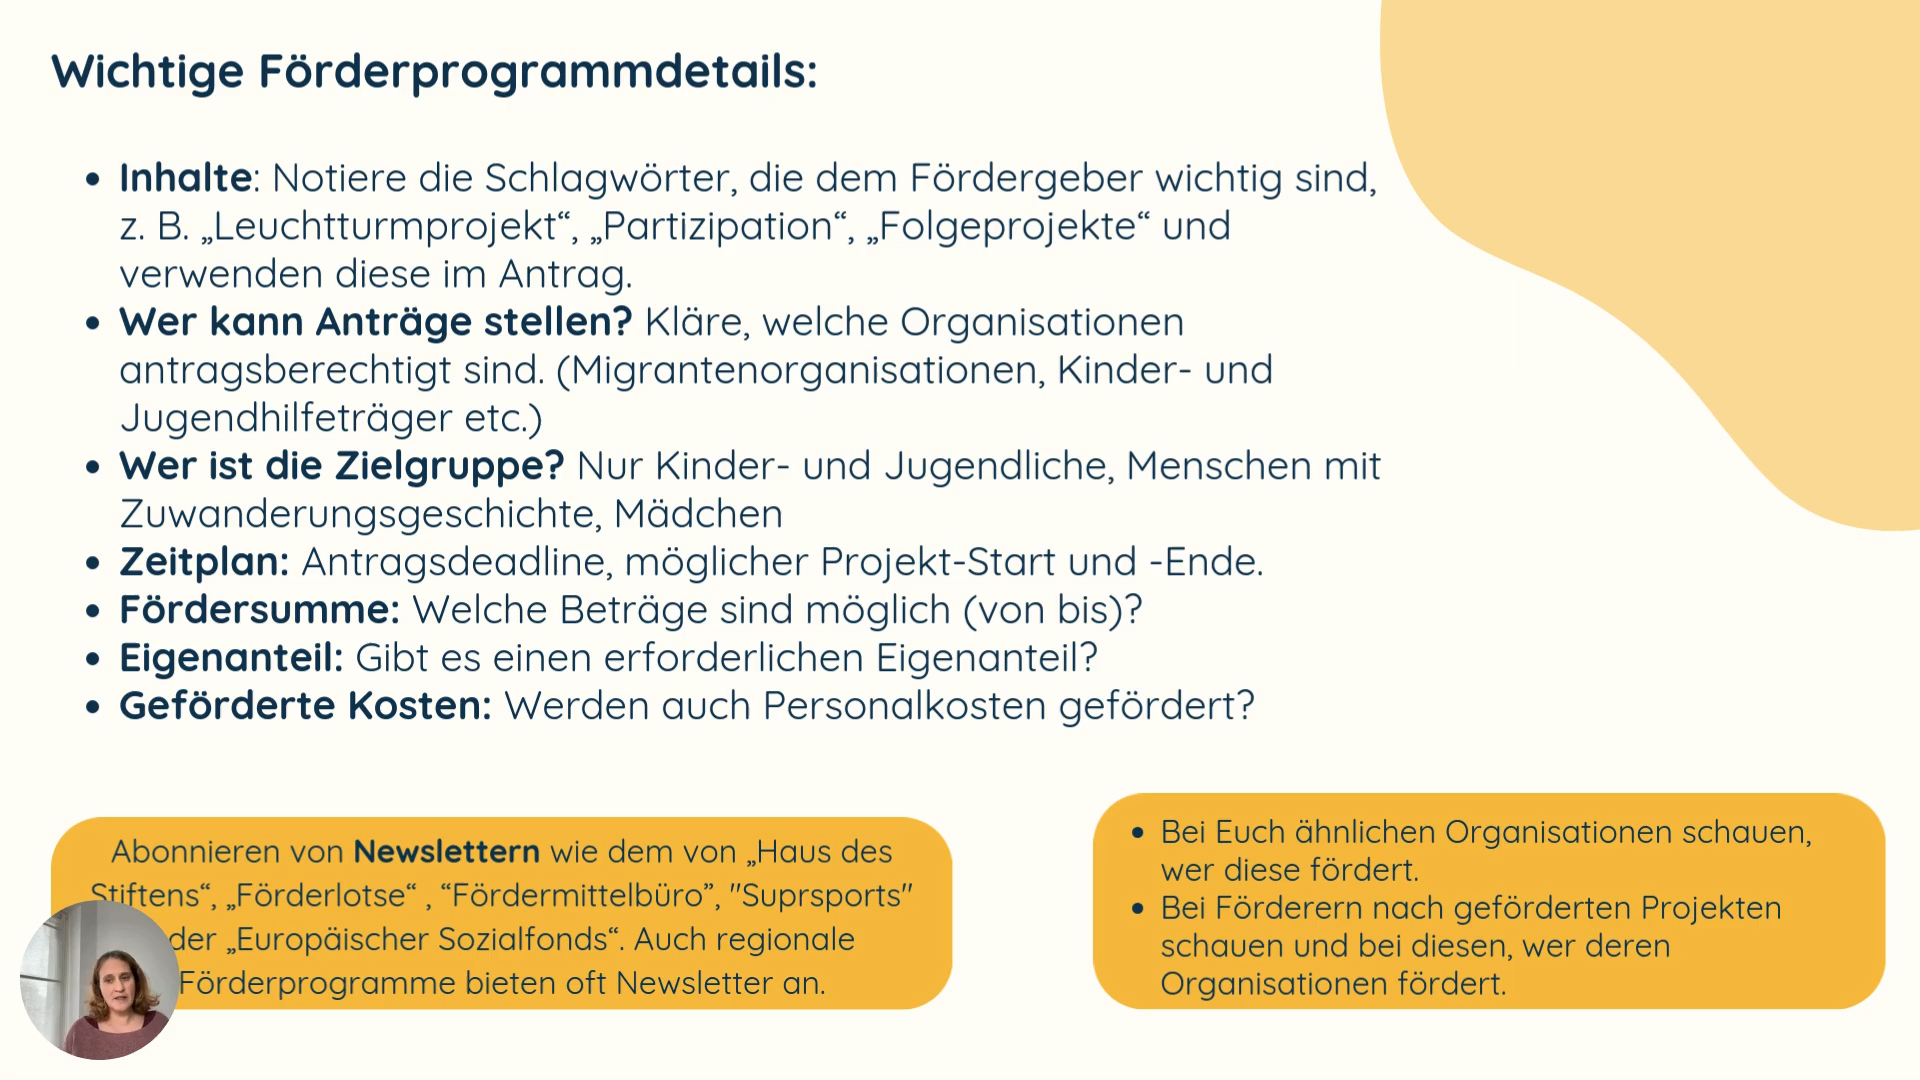 Wichtige Förderprogrammdetails:
• Inhalte: Notiere die Schlagwörter, die dem Fördergeber wichtig sind,
z. B. „Leuchtturmprojekt“, „Partizipation“, „Folgeprojekte“ und
verwenden diese im Antrag.
• Wer kann Anträge stellen? Kläre, welche Organisationen
antragsberechtigt sind. (Migrantenorganisationen, Kinder- und
Jugendhilfeträger etc.)
• Wer ist die Zielgruppe? Nur Kinder- und Jugendliche, Menschen mit
Zuwanderungsgeschichte, Mädchen
• Zeitplan: Antragsdeadline, möglicher Projekt-Start und -Ende.
• Fördersumme: Welche Beträge sind möglich (von bis)?
• Eigenanteil: Gibt es einen erforderlichen Eigenanteil?
• Geförderte Kosten: Werden auch Personalkosten gefördert?
Abonnieren von Newslettern wie dem von „Haus des
Stiftens“, „Förderlotse“ , “Fördermittelbüro”, "Suprsports"
der „Europäischer Sozialfonds“. Auch regionale
Förderprogramme bieten oft Newsletter an.
• Bei Euch ähnlichen Organisationen schauen,
wer diese fördert.
• Bei Förderern nach geförderten Projekten
schauen und bei diesen, wer deren
Organisationen fördert.